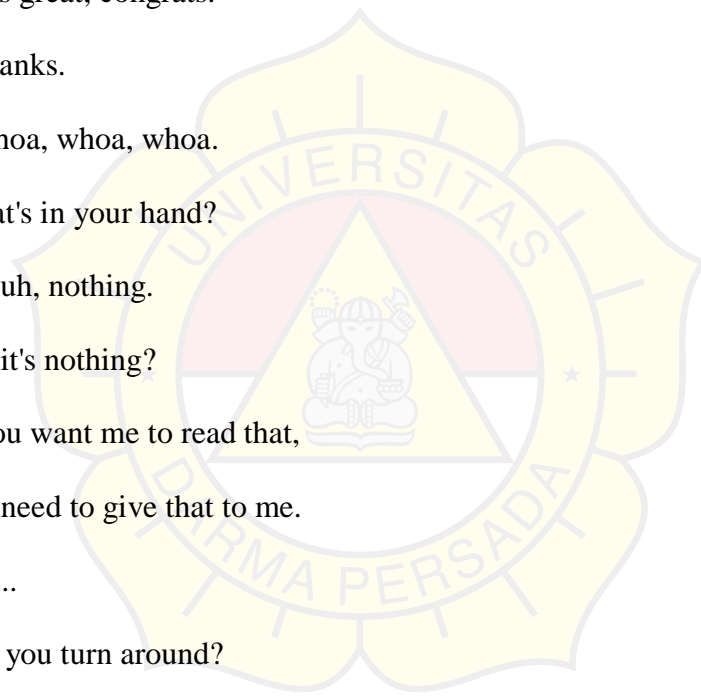 great, congrats.
anks.
hoa, whoa, whoa.
at's in your hand?
uh, nothing.
it's nothing?
ou want me to read that,
need to give that to me.
..
you turn around?
UNIVERSITAS
DARMA PERSADA